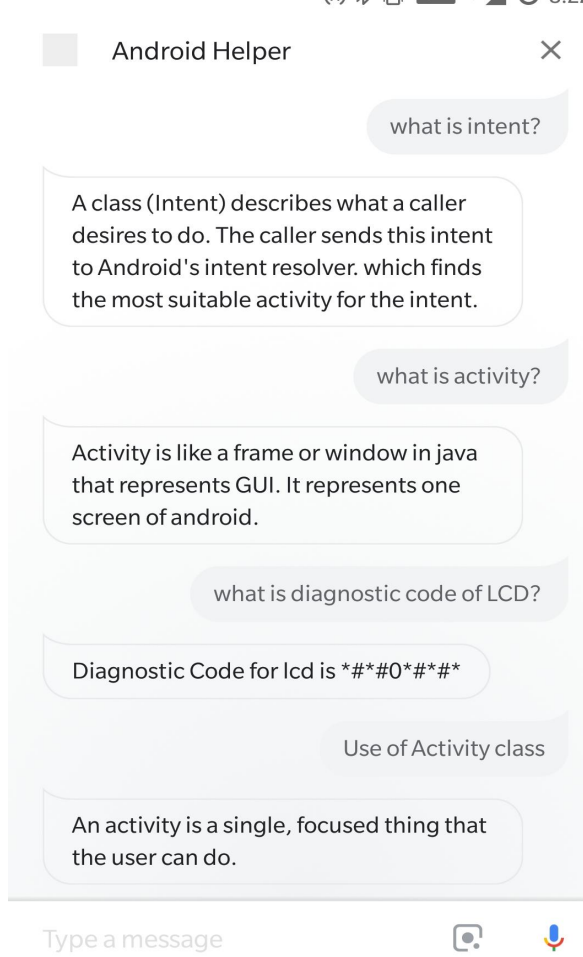 Android Helper
what is intent?
A class (Intent) describes what a caller
desires to do. The caller sends this intent
to Android's intent resolver. which finds
the most suitable activity for the intent.
what is activity?
Activity is like a frame or window in java
that represents GUI. It represents one
screen of android.
what is diagnostic code of LCD?
Diagnostic Code for lcd is *#*#0*#*#*
Use of Activity class
An activity is a single, focused thing that
the user can do.
Type a message